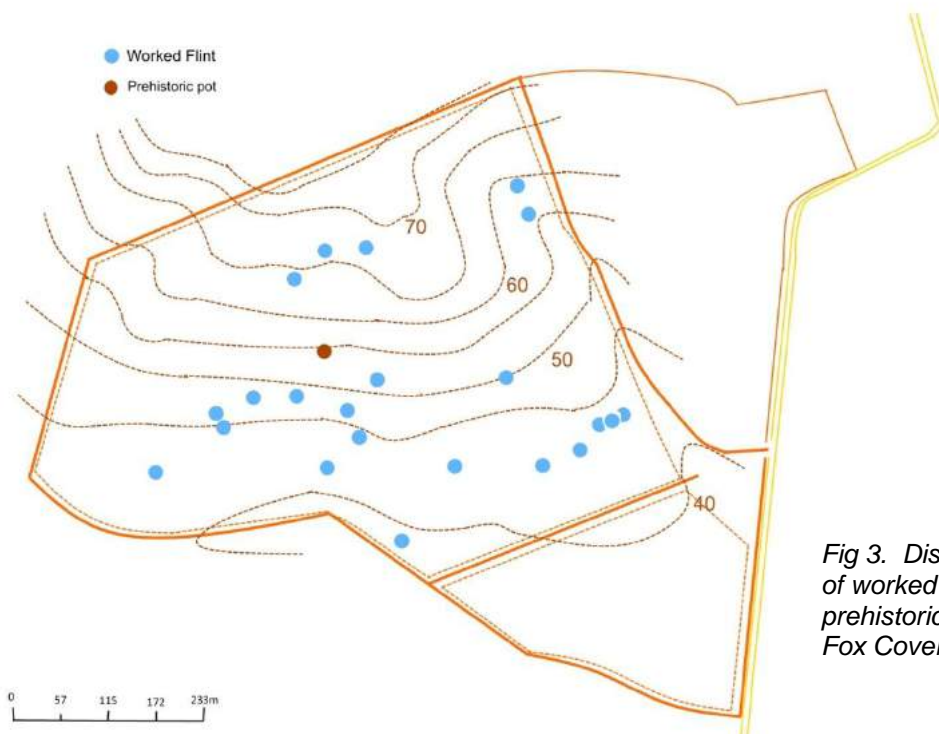 Worked Flint
Prehistoric pot
70
60
50
40
Fig 3. Dis
of worked
prehistoric
Fox Cover
0 57 115 172 233m